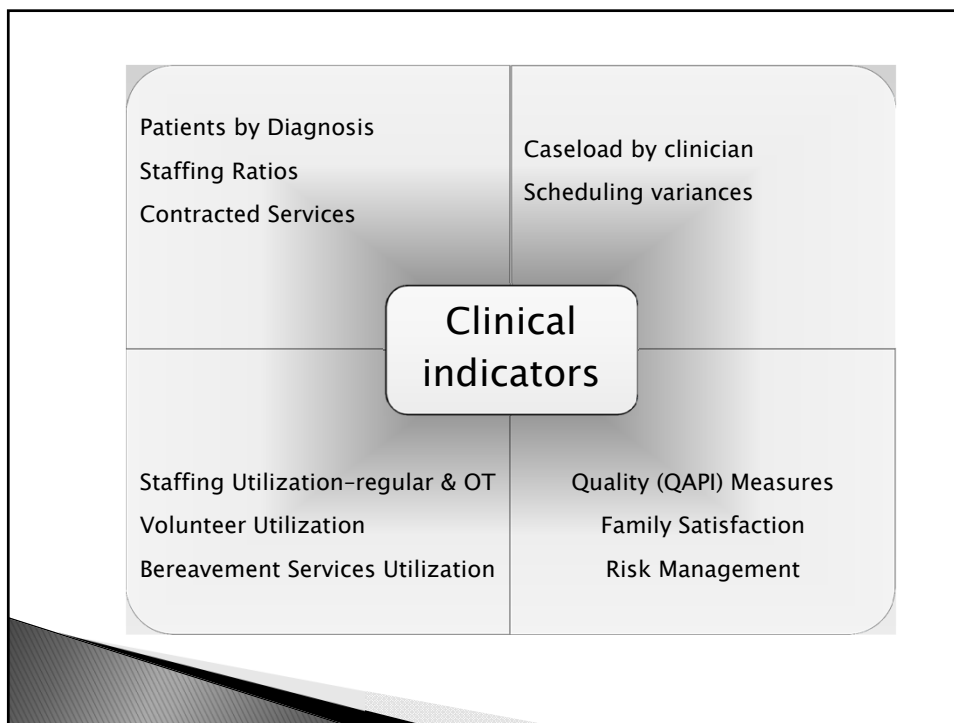 Patients by Diagnosis
Staffing Ratios
Contracted Services
Caseload by clinician
Scheduling variances
Clinical
indicators
Staffing Utilization-regular & OT
Volunteer Utilization
Bereavement Services Utilization
Quality (QAPI) Measures
Family Satisfaction
Risk Management